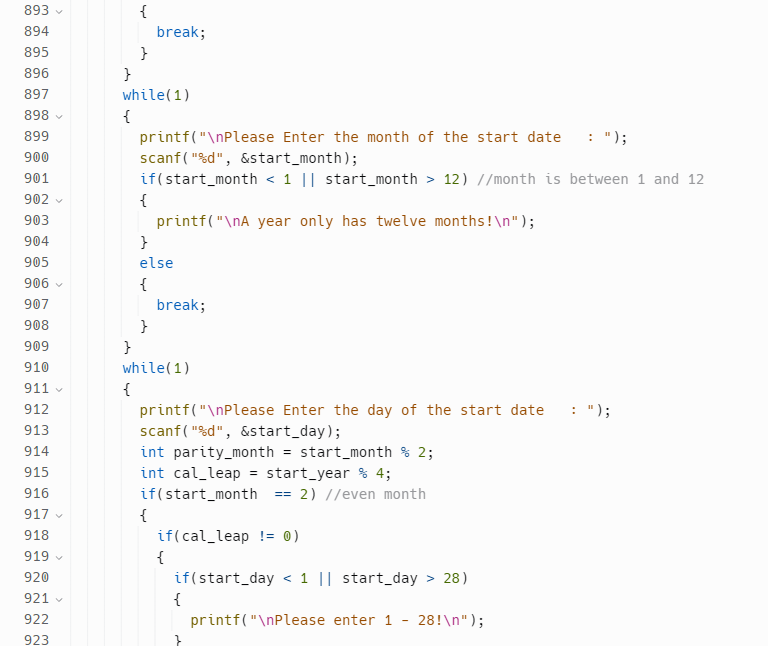 893 {
894 break;
895 }
896 }
897 while(1)
898 {
899 printf("\nPlease Enter the month of the start date   : ");
900 scanf("%d", &start_month);
901 if(start_month < 1 || start_month > 12) //month is between 1 and 12
902 {
903 printf("\nA year only has twelve months!\n");
904 }
905 else
906 {
907 break;
908 }
909 }
910 while(1)
911 {
912 printf("\nPlease Enter the day of the start date   : ");
913 scanf("%d", &start_day);
914 int parity_month = start_month % 2;
915 int cal_leap = start_year % 4;
916 if(start_month  == 2) //even month
917 {
918 if(cal_leap != 0)
919 {
920 if(start_day < 1 || start_day > 28)
921 {
922 printf("\nPlease enter 1 - 28!\n");
923 }